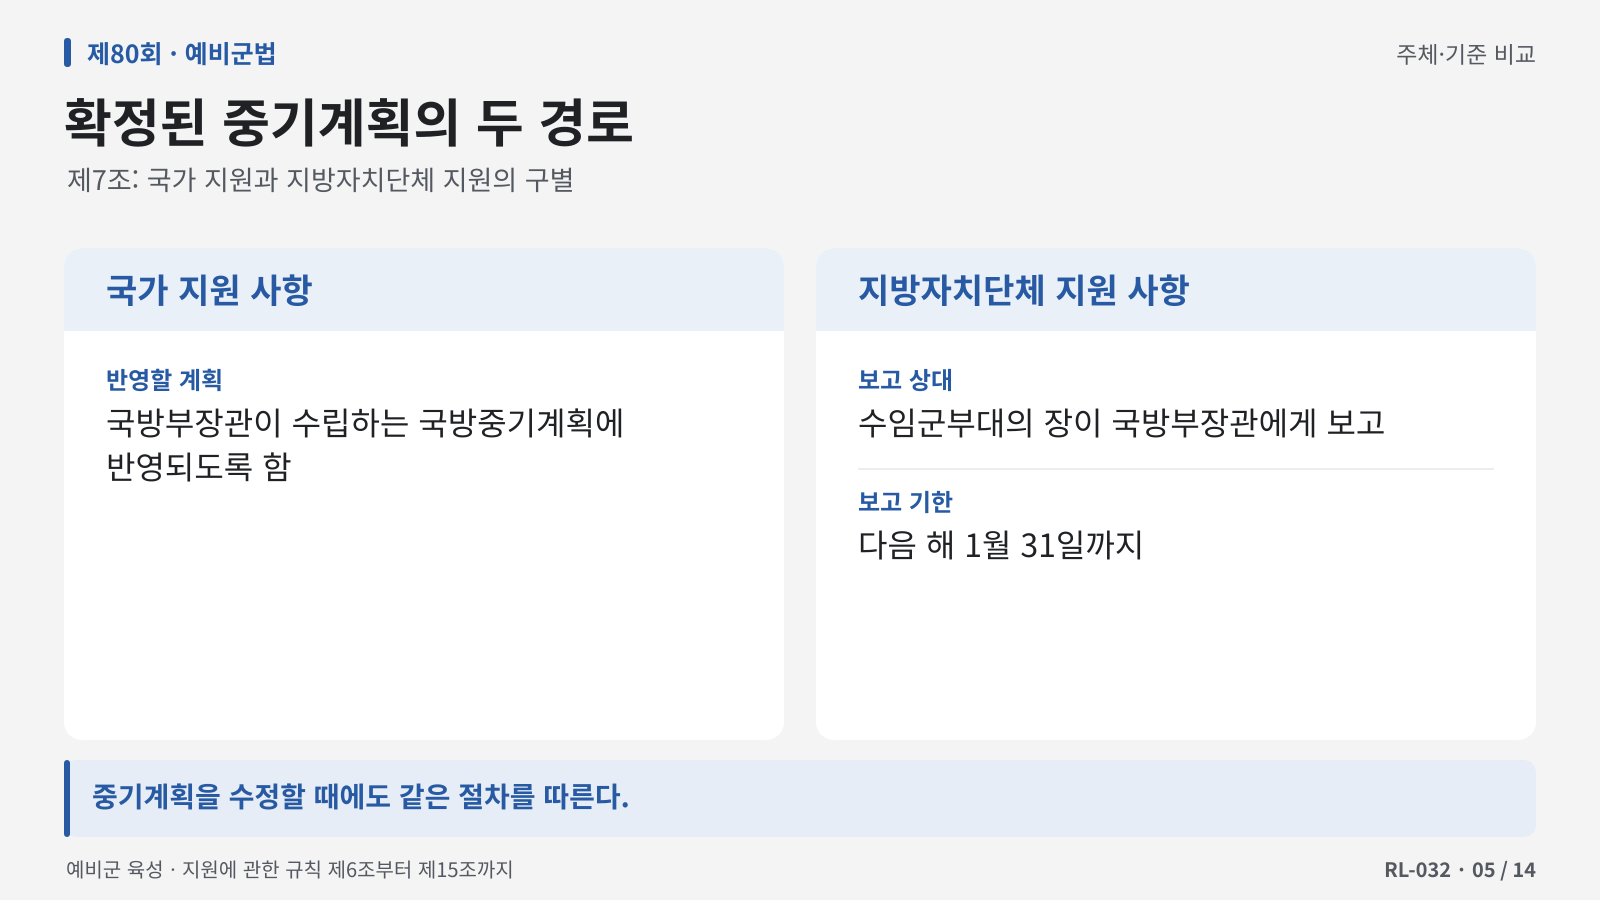 제80회 · 예비군법
주체·기준 비교
확정된 중기계획의 두 경로
제7조: 국가 지원과 지방자치단체 지원의 구별
국가 지원 사항
반영할 계획
국방부장관이 수립하는 국방중기계획에
반영되도록 함
지방자치단체 지원 사항
보고 상대
수임군부대의 장이 국방부장관에게 보고
보고 기한
다음 해 1월 31일까지
중기계획을 수정할 때에도 같은 절차를 따른다.
예비군 육성 · 지원에 관한 규칙 제6조부터 제15조까지
RL-032 · 05 / 14